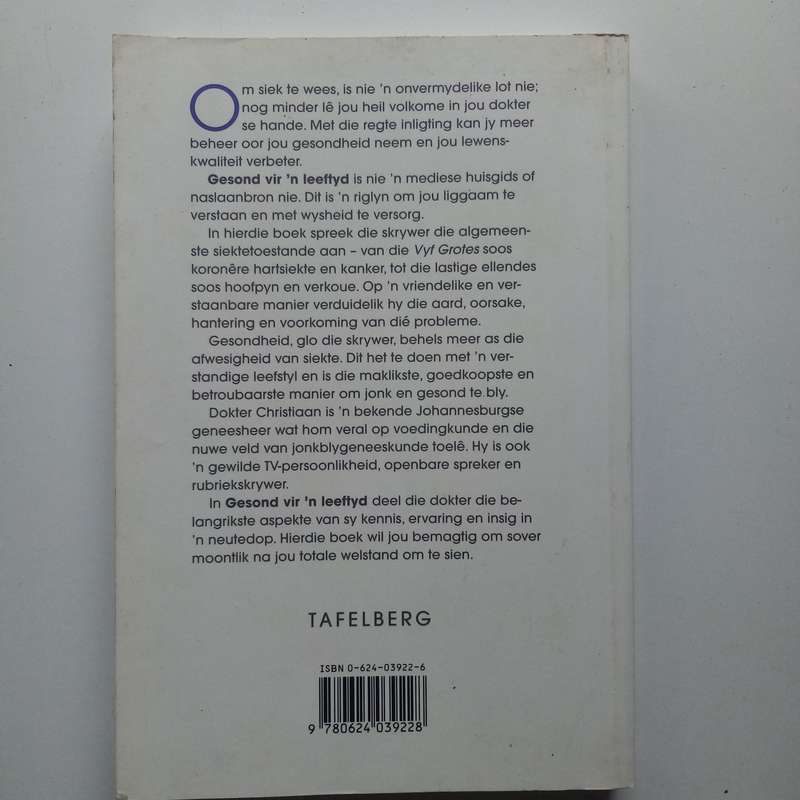 Om siek te wees, is nie 'n onvermydelike lot nie;
nog minder lê jou heil volkome in jou dokter
se hande. Met die regte inligting kan jy meer
beheer oor jou gesondheid neem en jou lewens-
kwaliteit verbeter.
Gesond vir 'n leeftyd is nie 'n mediese huisgids of
naslaanbron nie. Dit is 'n riglyn om jou liggaam te
verstaan en met wysheid te versorg.
In hierdie boek spreek die skrywer die algemeen-
ste siektetoestande aan – van die Vyf Grotes soos
koronêre hartsiekte en kanker, tot die lastige ellendes
soos hoofpyn en verkoue. Op 'n vriendelike en ver-
staanbare manier verduidelik hy die aard, oorsake,
hantering en voorkoming van dié probleme.
Gesondheid, glo die skrywer, behels meer as die
afwesigheid van siekte. Dit het te doen met 'n ver-
standige leefstyl en is die maklikste, goedkoopste en
betroubaarste manier om jonk en gesond te bly.
Dokter Christiaan is 'n bekende Johannesburgse
geneesheer wat hom veral op voedingkunde en die
nuwe veld van jonkblygeneeskunde toelê. Hy is ook
'n gewilde TV-persoonlikheid, openbare spreker en
rubriekskrywer.
In Gesond vir 'n leeftyd deel die dokter die be-
langrikste aspekte van sy kennis, ervaring en insig in
'n neutedop. Hierdie boek wil jou bemagtig om sover
moontlik na jou totale welstand om te sien.
TAFELBERG
ISBN 0-624-03922-6
9 780624 039228